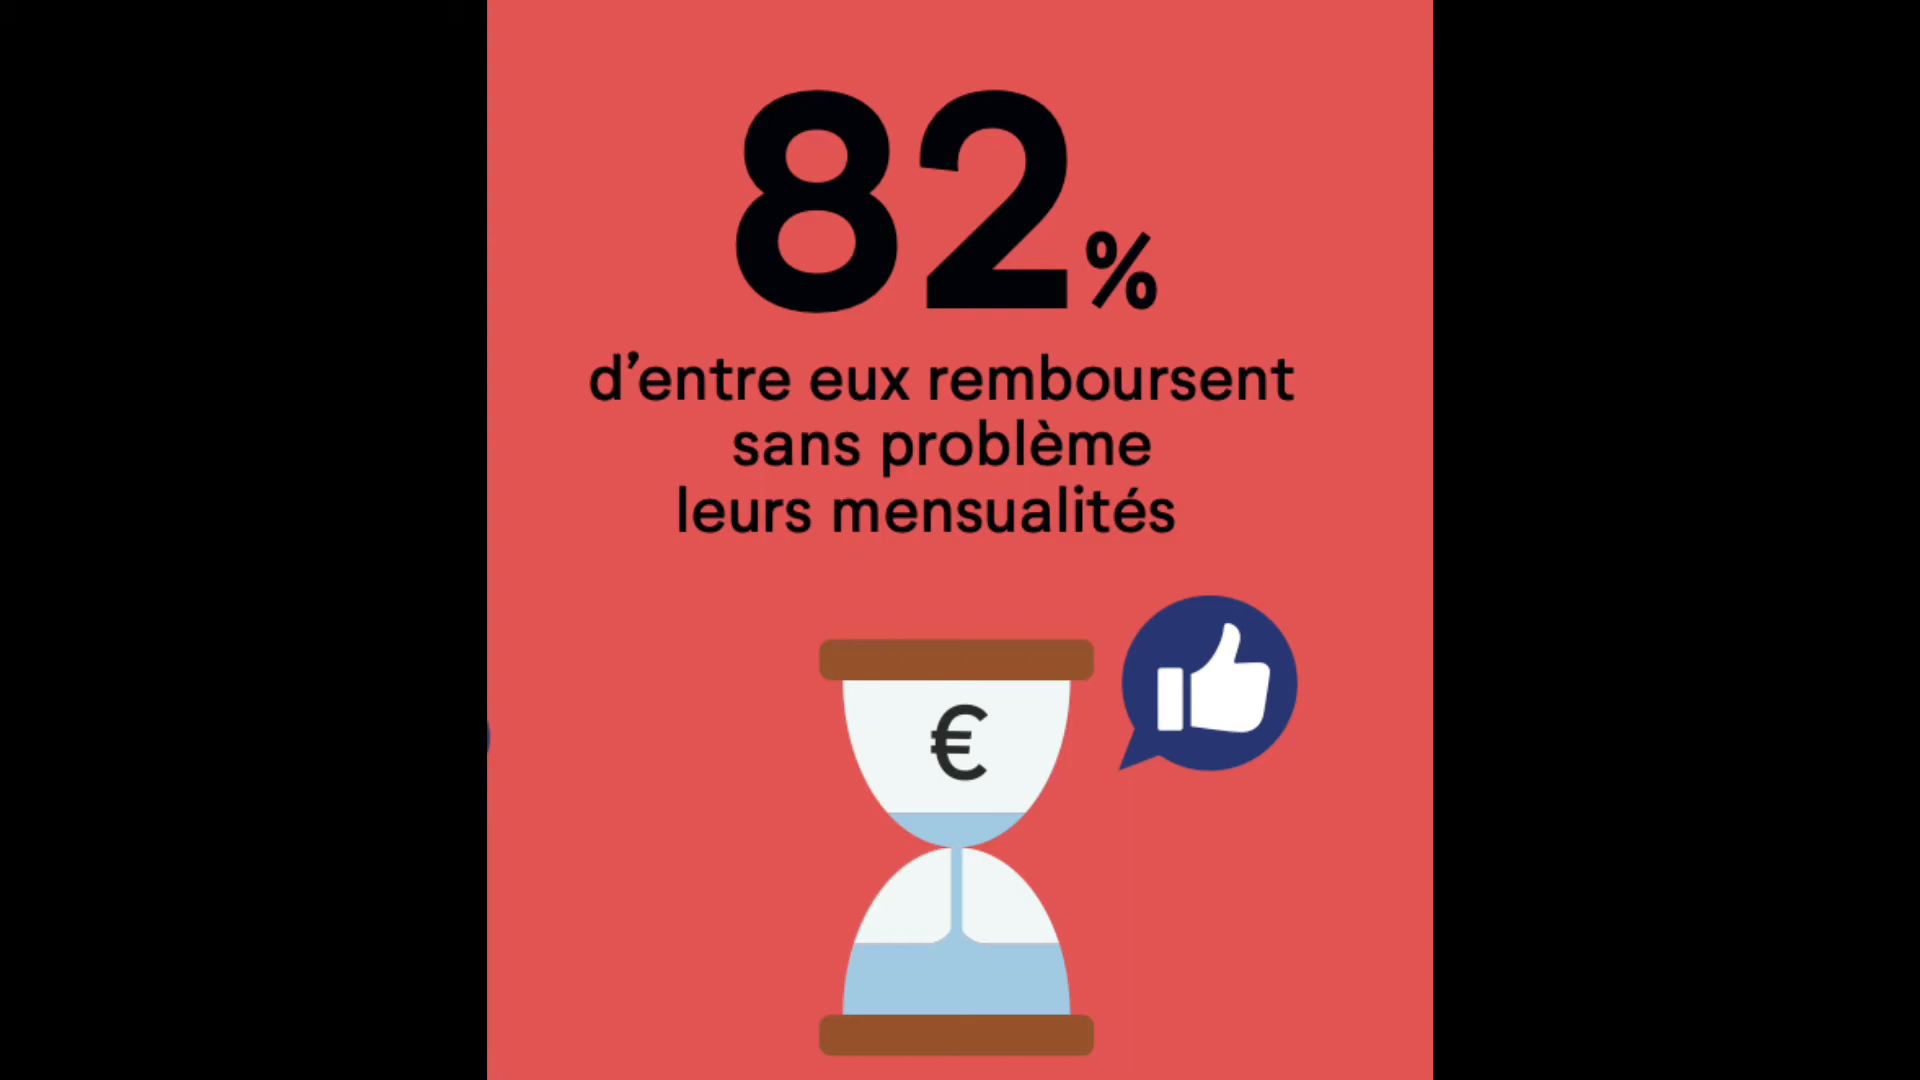 82%
d’entre eux remboursent
sans problème
leurs mensualités
€